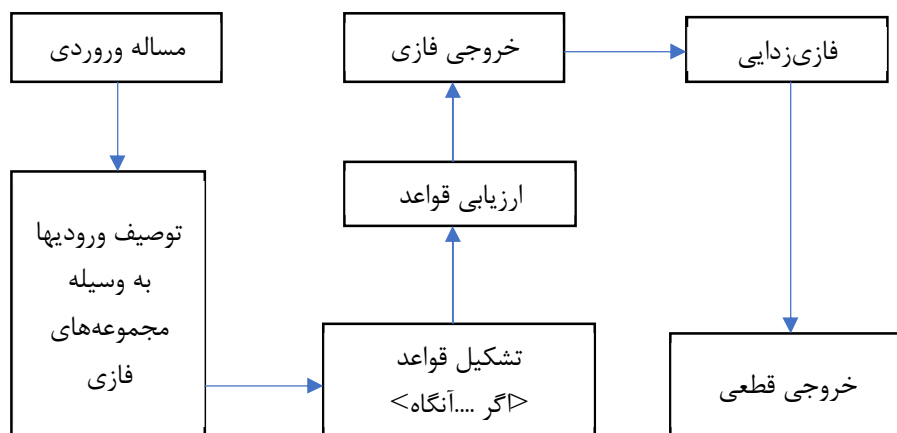 مساله وروردی
توصیف ورودیها
به وسیله
مجموعه‌های
فازی
تشکیل قواعد
<اگر ....آنگاه>
ارزیابی قواعد
خروجی فازی
فازی‌زدایی
خروجی قطعی